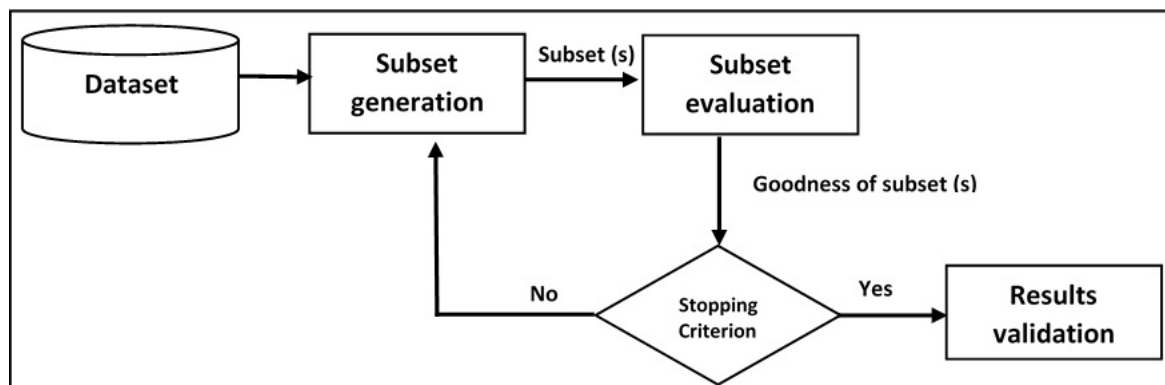 Dataset
Subset
generation
Subset (s)
Subset
evaluation
Goodness of subset (s)
Stopping
Criterion
No
Yes
Results
validation